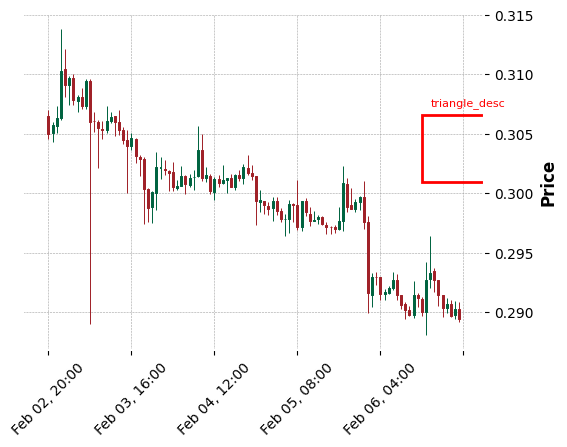 0.315
0.310
triangle_desc
0.305
0.300
0.295
0.290
Price
Feb 02, 20:00
Feb 03, 16:00
Feb 04, 12:00
Feb 05, 08:00
Feb 06, 04:00